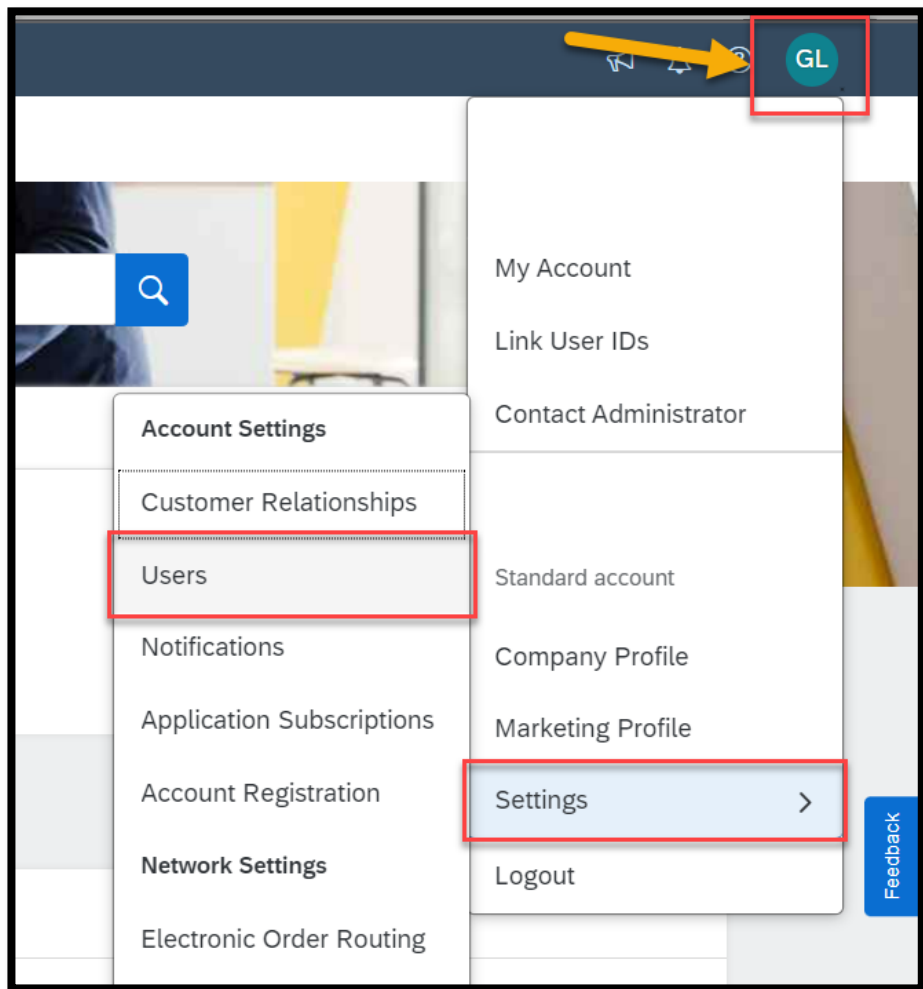 GL
My Account
Link User IDs
Contact Administrator
Standard account
Company Profile
Marketing Profile
Settings
Logout
Account Settings
Customer Relationships
Users
Notifications
Application Subscriptions
Account Registration
Network Settings
Electronic Order Routing
Feedback